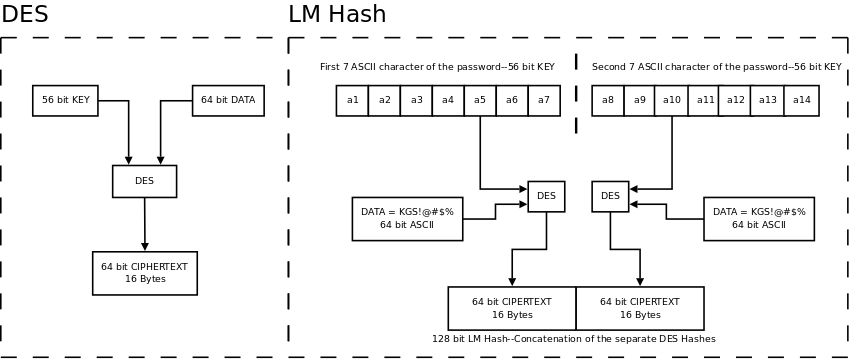 DES
LM Hash
First 7 ASCII character of the password--56 bit KEY
Second 7 ASCII character of the password--56 bit KEY
56 bit KEY
64 bit DATA
a1 a2 a3 a4 a5 a6 a7
a8 a9 a10 a11 a12 a13 a14
DES
DES
DES
DATA = KGS!@#$%
64 bit ASCII
DATA = KGS!@#$%
64 bit ASCII
64 bit CIPHERTEXT
16 Bytes
64 bit CIPERTEXT
16 Bytes
64 bit CIPERTEXT
16 Bytes
128 bit LM Hash--Concatenation of the separate DES Hashes